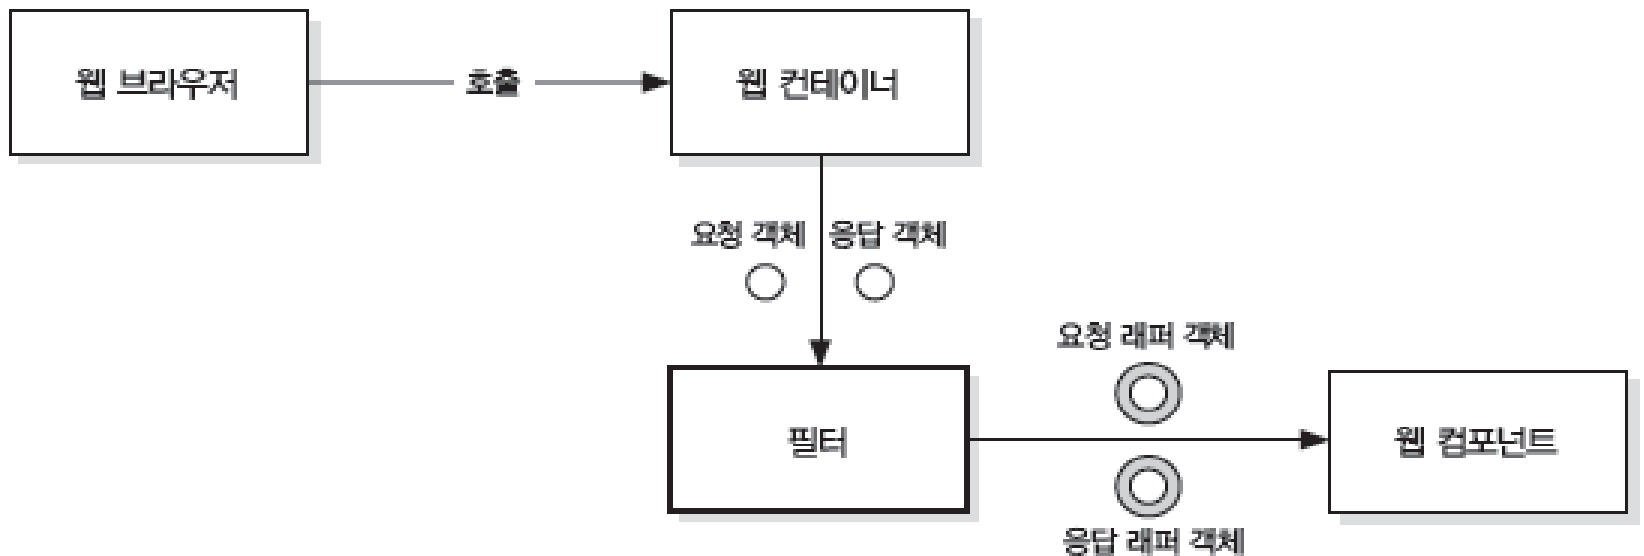 웹 브라우저
호출
웹 컨테이너
요청 객체
응답 객체
요청 래퍼 객체
필터
웹 컴포넌트
응답 래퍼 객체